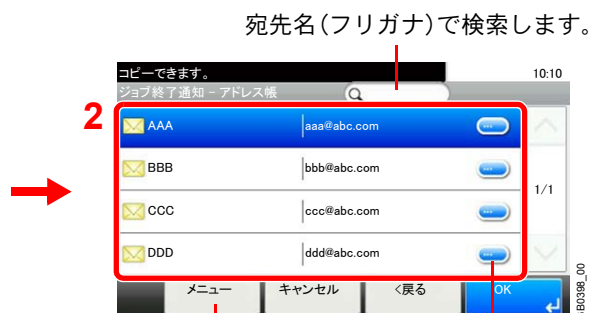 宛先名(フリガナ)で検索します。
コピーできます。 10:10
ジョブ終了通知 - アドレス帳
2
AAA aaa@abc.com
BBB bbb@abc.com
1/1
CCC ccc@abc.com
DDD ddd@abc.com
メニュー キャンセル <戻る OK